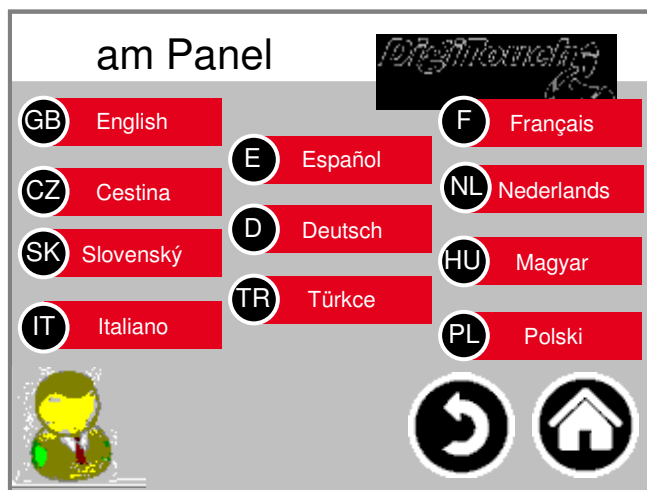 am Panel
DigiTouch
GB English
CZ Cestina
SK Slovenský
IT Italiano
E Español
D Deutsch
TR Türkce
F Français
NL Nederlands
HU Magyar
PL Polski